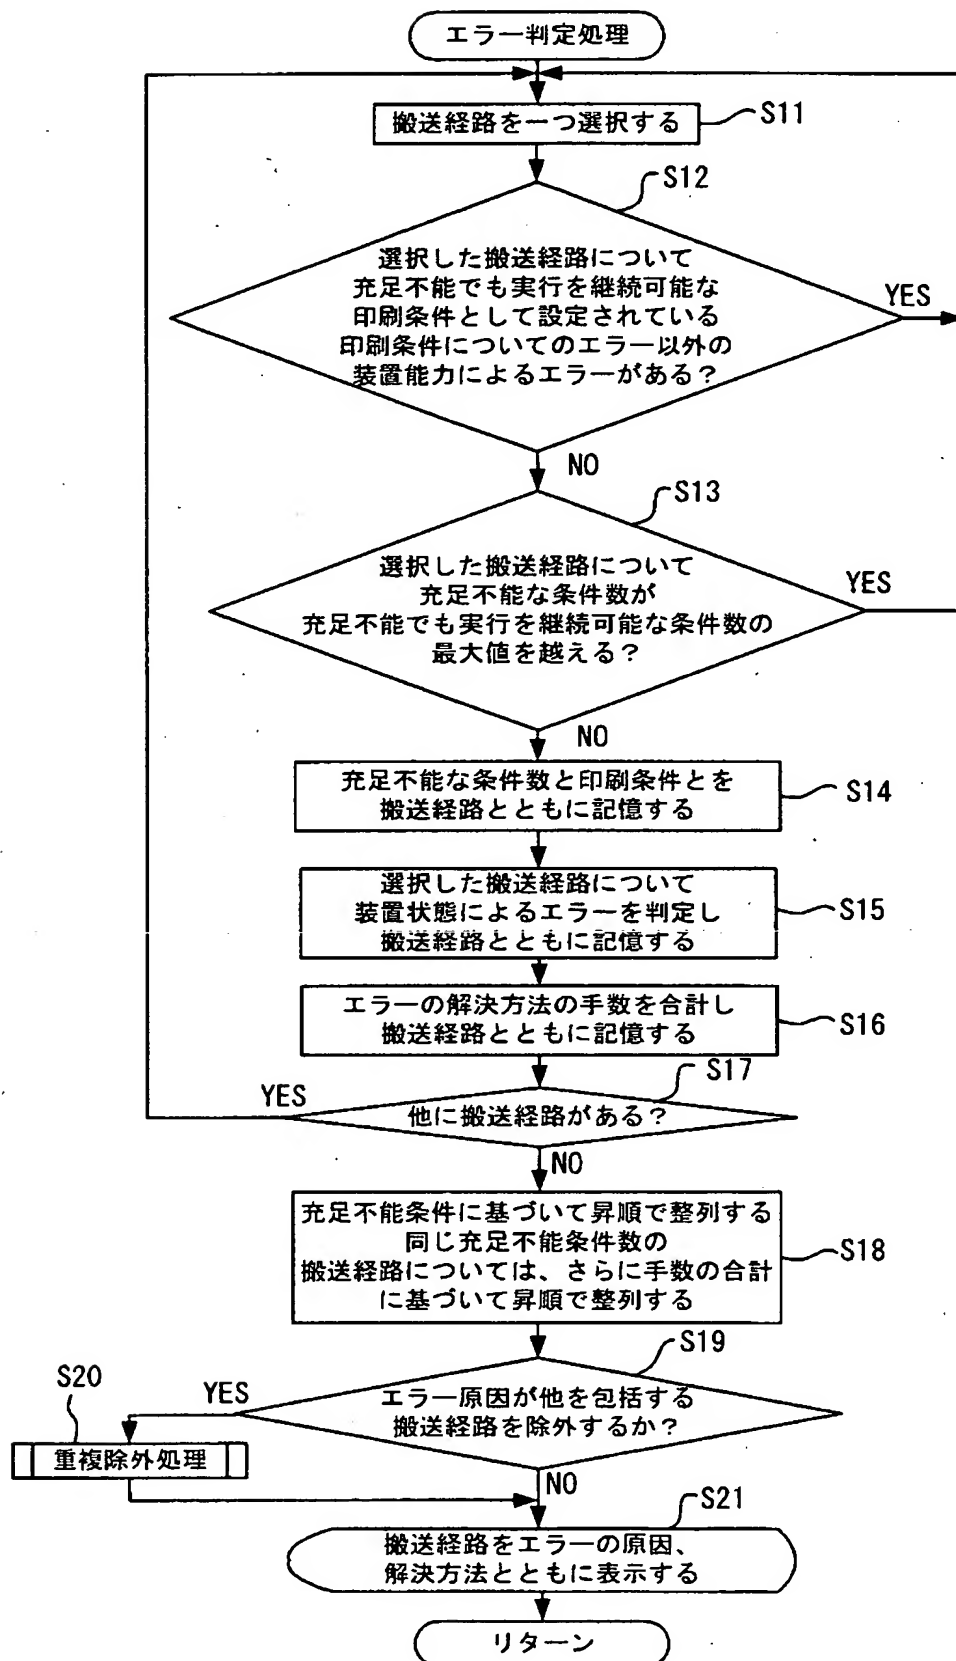 エラー判定処理
搬送経路を一つ選択する
S11
S12
選択した搬送経路について
充足不能でも実行を継続可能な
印刷条件として設定されている
印刷条件についてのエラー以外の
装置能力によるエラーがある？
YES
NO
S13
選択した搬送経路について
充足不能な条件数が
充足不能でも実行を継続可能な条件数の
最大値を越える？
YES
NO
充足不能な条件数と印刷条件とを
搬送経路とともに記憶する
S14
選択した搬送経路について
装置状態によるエラーを判定し
搬送経路とともに記憶する
S15
エラーの解決方法の手数を合計し
搬送経路とともに記憶する
S16
S17
YES
他に搬送経路がある？
NO
充足不能条件に基づいて昇順で整列する
同じ充足不能条件数の
搬送経路については、さらに手数の合計
に基づいて昇順で整列する
S18
S19
エラー原因が他を包括する
搬送経路を除外するか？
YES
S20
重複除外処理
NO
S21
搬送経路をエラーの原因、
解決方法とともに表示する
リターン